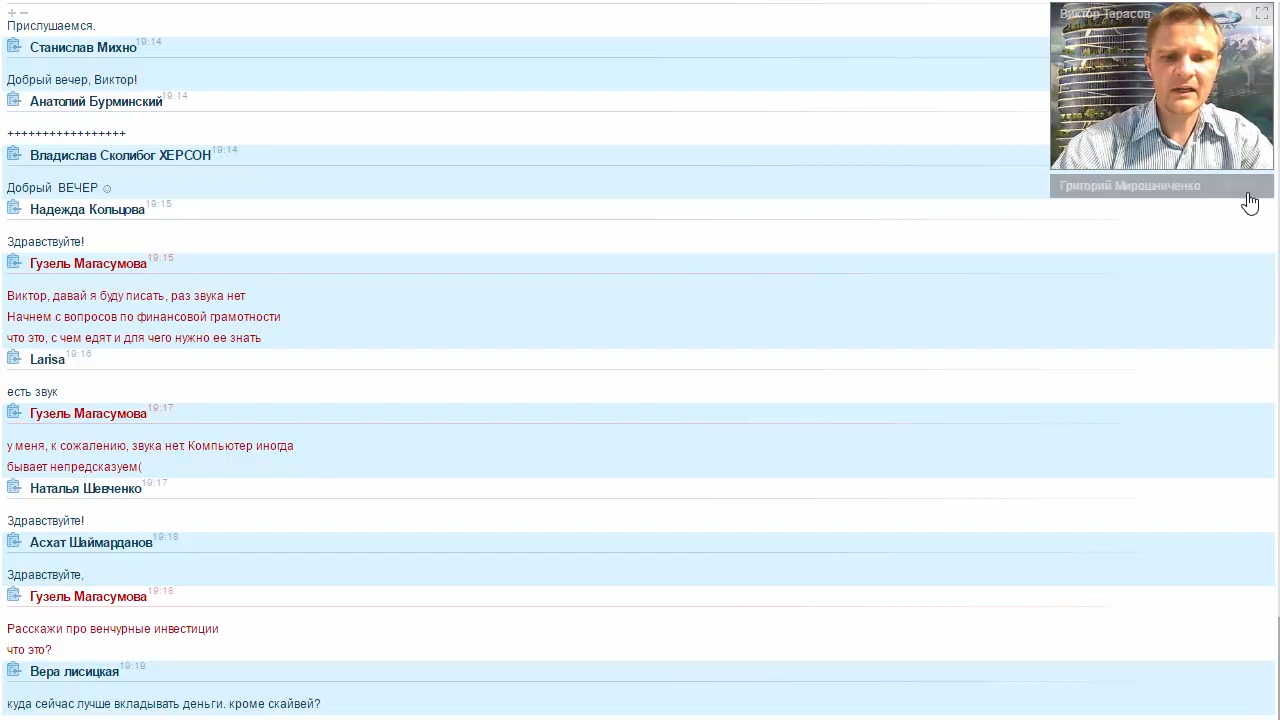 Прислушаемся.
Станислав Михно 19:14
Добрый вечер, Виктор!
Анатолий Бурминский 19:14
+++++++++++++++++
Владислав Сколибог ХЕРСОН 19:14
Добрый ВЕЧЕР ☺
Надежда Кольцова 19:15
Здравствуйте!
Гузель Магасумова 19:15
Виктор, давай я буду писать, раз звука нет
Начнем с вопросов по финансовой грамотности
что это, с чем едят и для чего нужно ее знать
Larisa 19:16
есть звук
Гузель Магасумова 19:17
у меня, к сожалению, звука нет. Компьютер иногда
бывает непредсказуем(
Наталья Шевченко 19:17
Здравствуйте!
Асхат Шаймарданов 19:18
Здравствуйте,
Гузель Магасумова 19:18
Расскажи про венчурные инвестиции
что это?
Вера лисицкая 19:19
куда сейчас лучше вкладывать деньги. кроме скайвей?
Виктор Тарасов
Григорий Мирошниченко